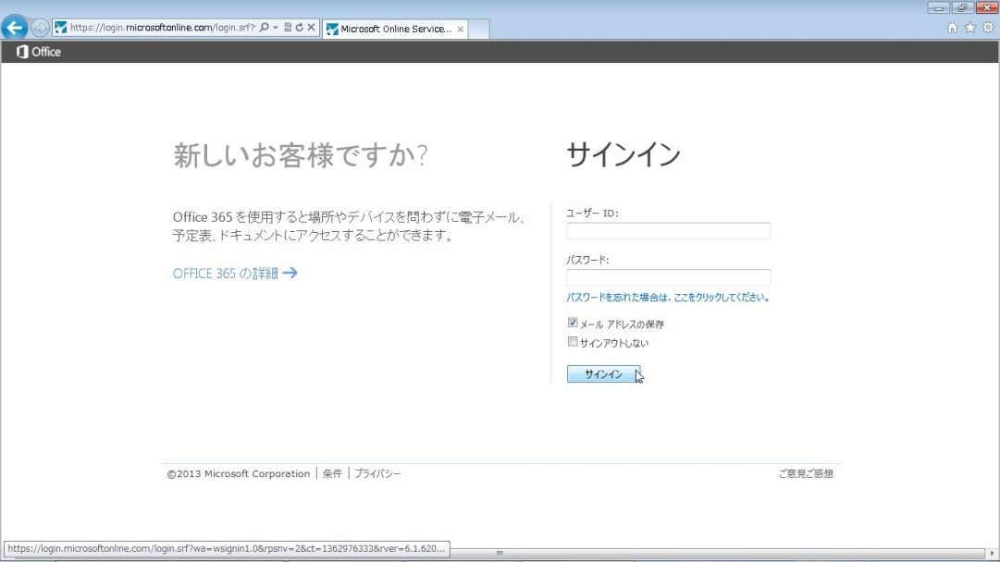 https://login.microsoftonline.com/login.srf?
Microsoft Online Service...
Office
新しいお客様ですか?
Office 365 を使用すると場所やデバイスを問わずに電子メール、
予定表、ドキュメントにアクセスすることができます。
OFFICE 365 の詳細
サインイン
ユーザー ID:
パスワード:
パスワードを忘れた場合は、ここをクリックしてください。
メール アドレスの保存
サインアウトしない
サインイン
©2013 Microsoft Corporation
条件
プライバシー
ご意見ご感想
https://login.microsoftonline.com/login.srf?wa=wsignin1.0&rpsnv=2&ct=1362976333&rver=6.1.620...